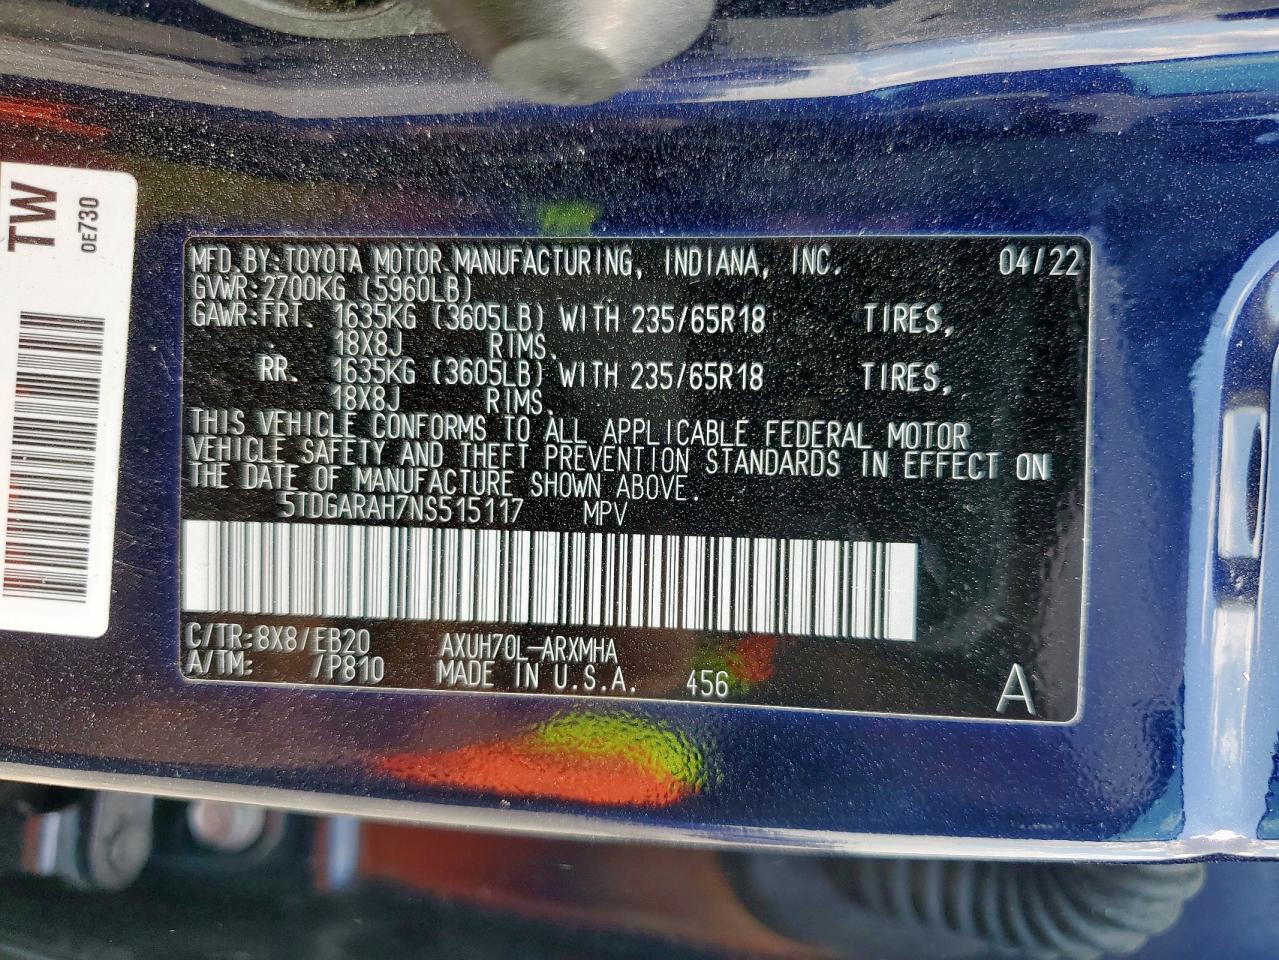 TW
0E730
MFD BY:TOYOTA MOTOR MANUFACTURING, INDIANA, INC. 04/22
GVWR:2700KG (5960LB)
GAWR:FRT. 1635KG (3605LB) WITH 235/65R18 TIRES,
18X8J RIMS.
RR. 1635KG (3605LB) WITH 235/65R18 TIRES,
18X8J RIMS.
THIS VEHICLE CONFORMS TO ALL APPLICABLE FEDERAL MOTOR
VEHICLE SAFETY AND THEFT PREVENTION STANDARDS IN EFFECT ON
THE DATE OF MANUFACTURE SHOWN ABOVE.
5TDGARAH7NS515117 MPV
C/TR:8X8/EB20 AXUH70L-ARXMHA
A/TM: /P810 MADE IN U.S.A. 456 A